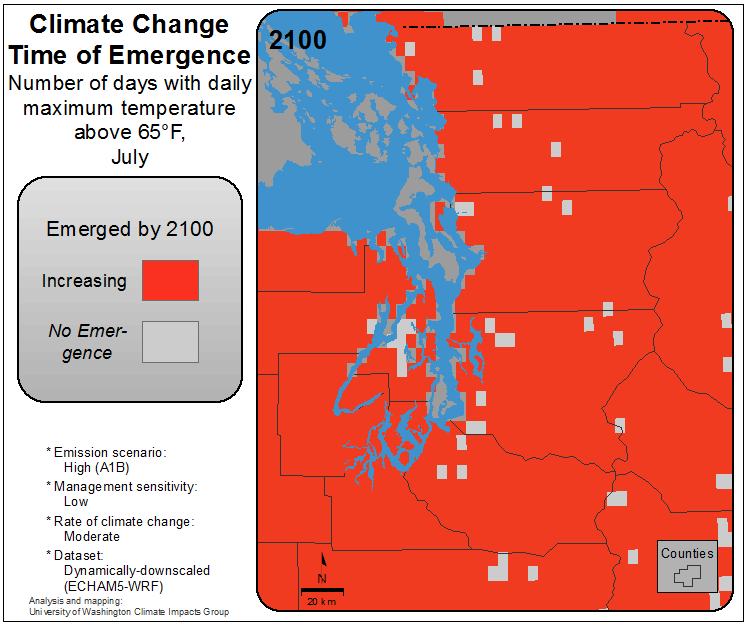 Climate Change
Time of Emergence
Number of days with daily
maximum temperature
above 65°F,
July
Emerged by 2100
Increasing
No Emer-
gence
* Emission scenario:
High (A1B)
* Management sensitivity:
Low
* Rate of climate change:
Moderate
* Dataset:
Dynamically-downscaled
(ECHAM5-WRF)
Analysis and mapping:
University of Washington Climate Impacts Group
2100
N
20 km
Counties